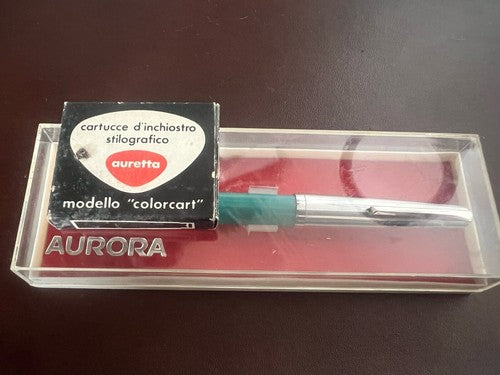 cartucce d'inchiostro
stilografico
auretta
modello "colorcart"
AURORA